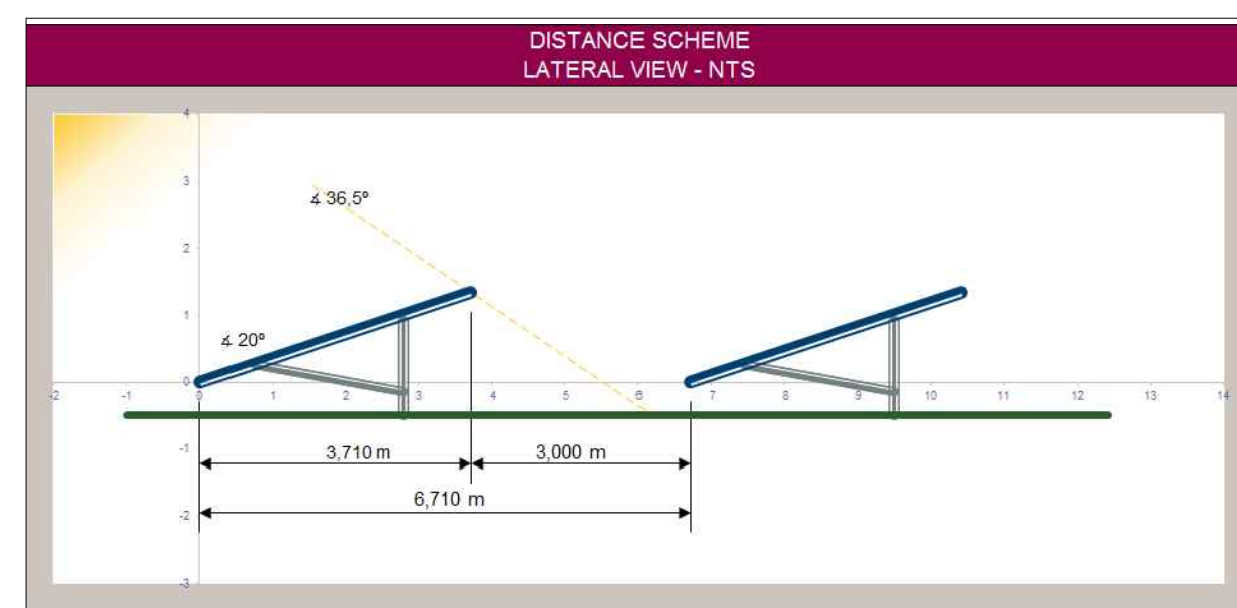 DISTANCE SCHEME
LATERAL VIEW - NTS
4
3
∡ 36,5º
2
1
∡ 20º
0
-2 -1 0 1 2 3 4 5 6 7 8 9 10 11 12 13 14
-1
3,710 m 3,000 m
6,710 m
-2
-3